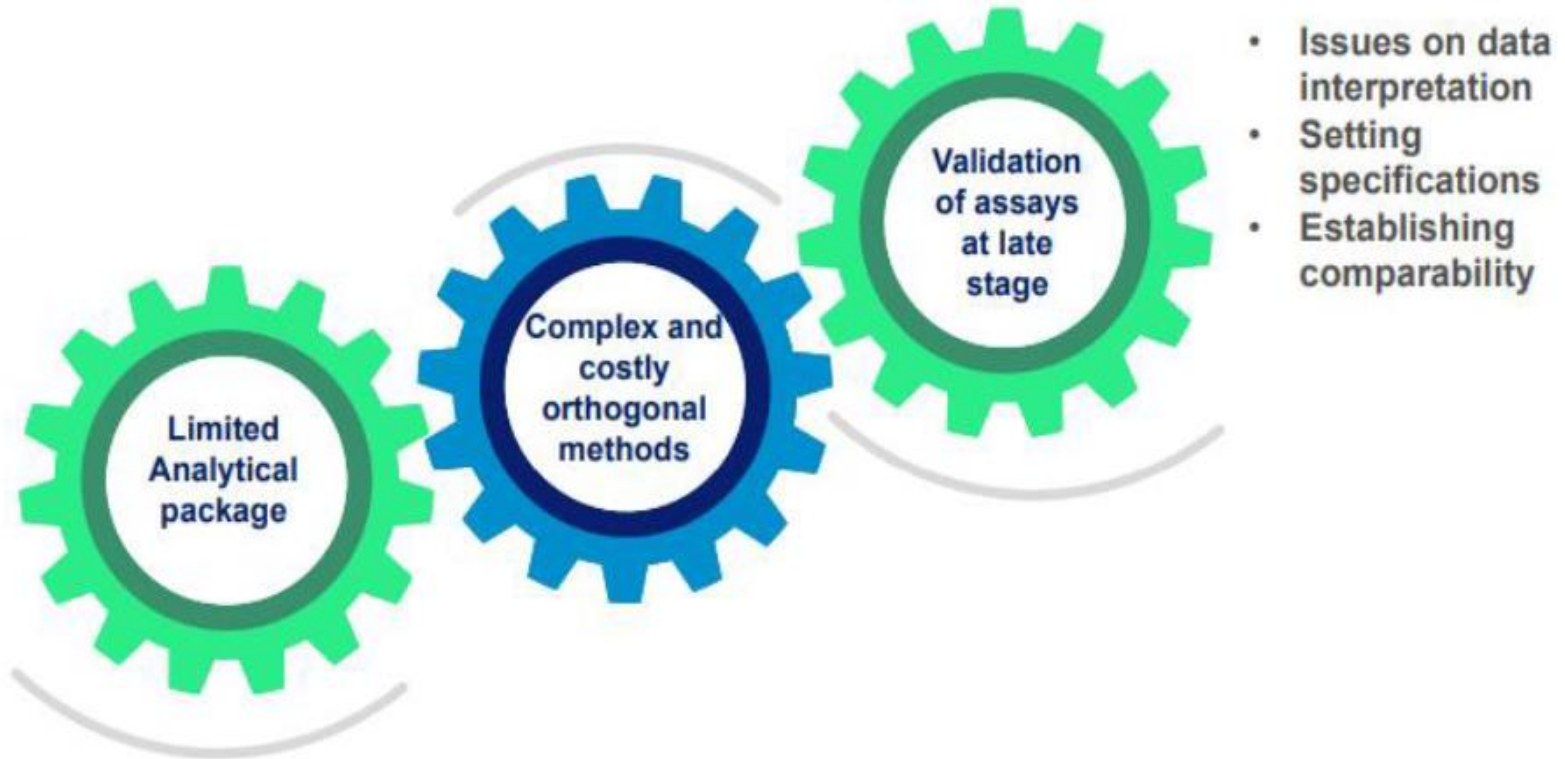 Limited
Analytical
package
Complex and
costly
orthogonal
methods
Validation
of assays
at late
stage
• Issues on data
interpretation
• Setting
specifications
• Establishing
comparability